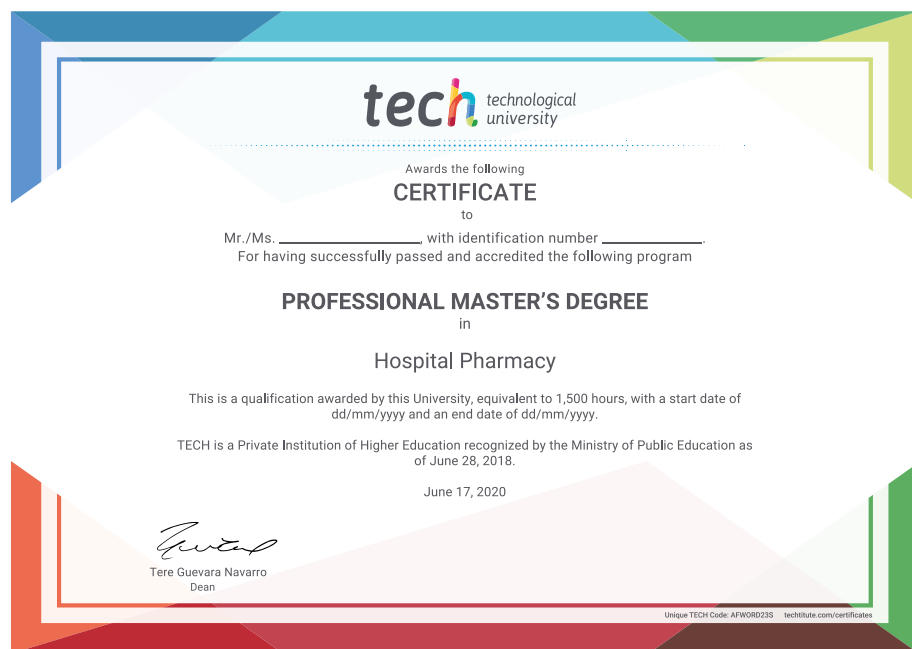 tech technological
university
Awards the following
CERTIFICATE
to
Mr./Ms. ____________________, with identification number ______________.
For having successfully passed and accredited the following program
PROFESSIONAL MASTER'S DEGREE
in
Hospital Pharmacy
This is a qualification awarded by this University, equivalent to 1,500 hours, with a start date of
dd/mm/yyyy and an end date of dd/mm/yyyy.
TECH is a Private Institution of Higher Education recognized by the Ministry of Public Education as
of June 28, 2018.
June 17, 2020
Tere Guevara Navarro
Dean
Unique TECH Code: AFWORD23S techtitute.com/certificates